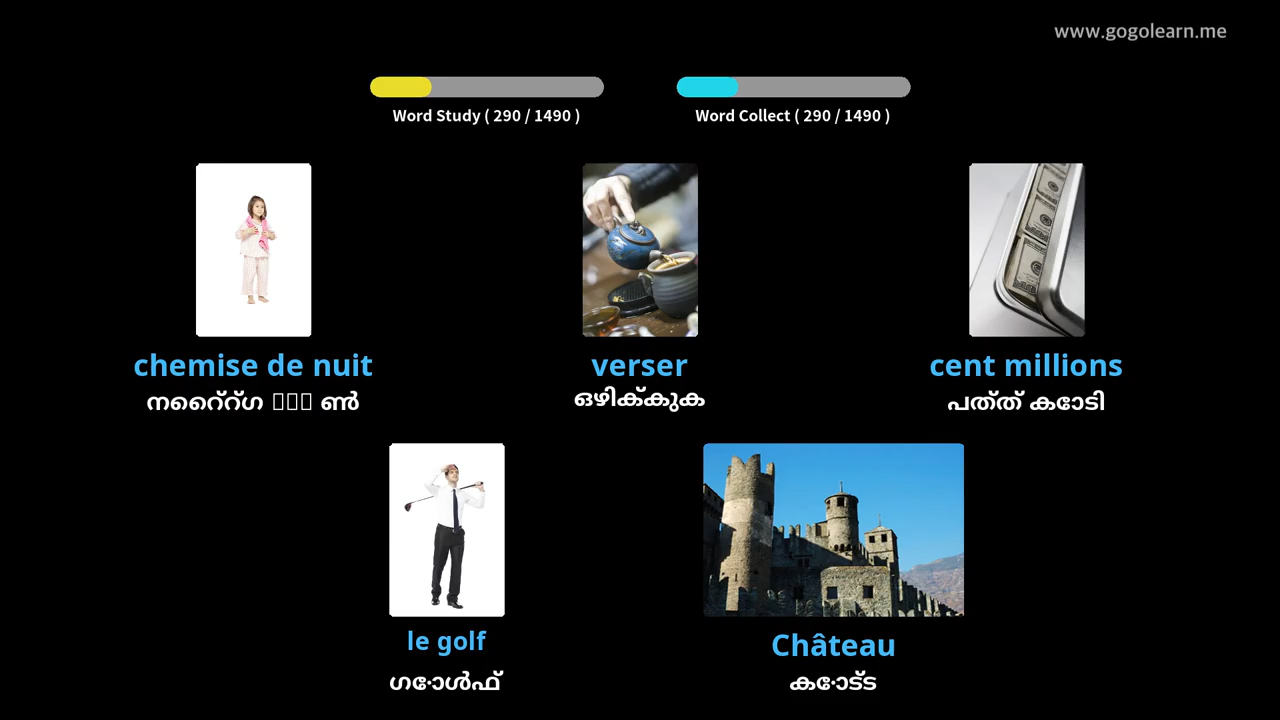 www.gogolearn.me
Word Study ( 290 / 1490 )
Word Collect ( 290 / 1490 )
chemise de nuit
verser
cent millions
ഒഴിക്കുക
പത്ത് കോടി
le golf
Château
ഗോൾഫ്
കോട്ട